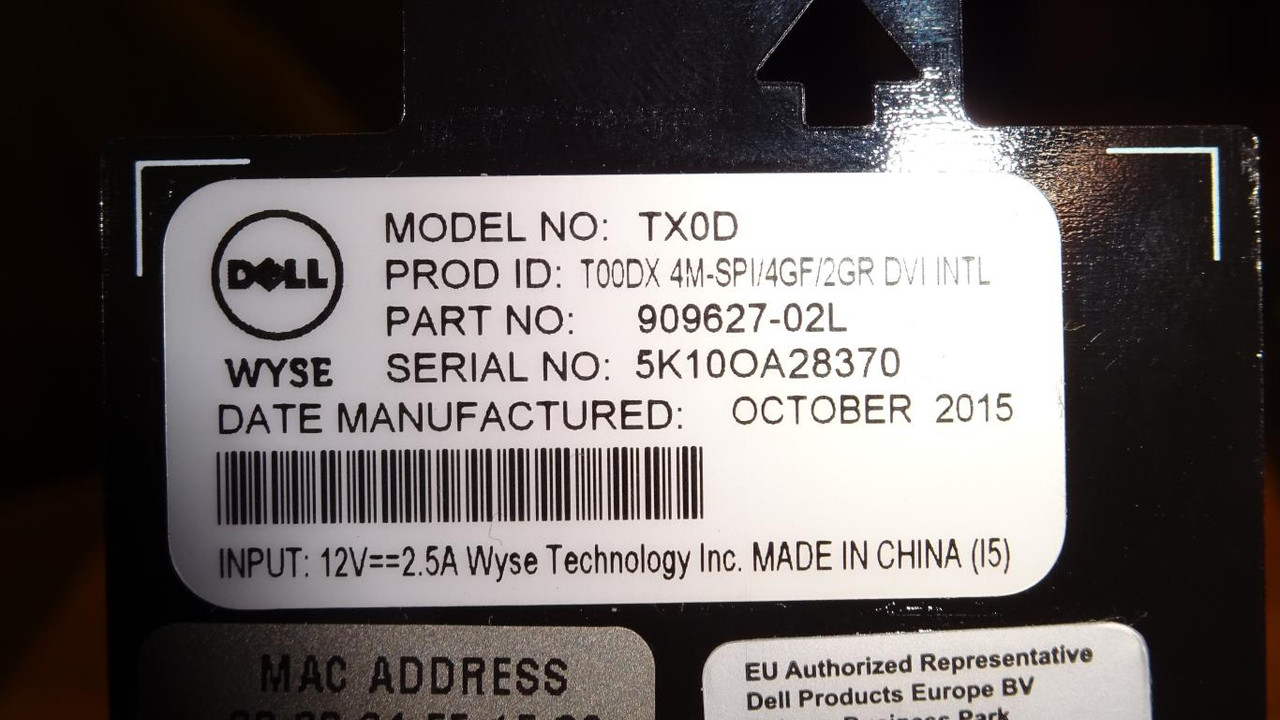 DELL
WYSE
MODEL NO: TX0D
PROD ID: T00DX 4M-SPI/4GF/2GR DVI INTL
PART NO: 909627-02L
SERIAL NO: 5K10OA28370
DATE MANUFACTURED: OCTOBER 2015
INPUT: 12V==2.5A Wyse Technology Inc. MADE IN CHINA (I5)
MAC ADDRESS
EU Authorized Representative
Dell Products Europe BV
Business Park